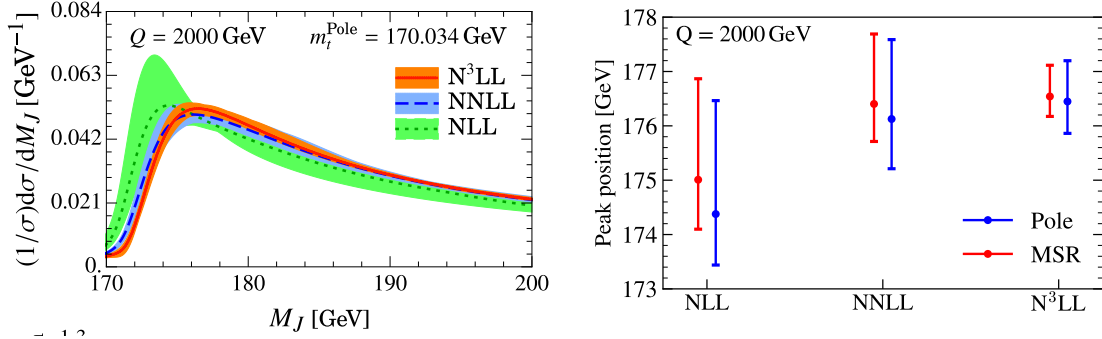 Q = 2000 GeV
m_t^Pole = 170.034 GeV
N³LL
NNLL
NLL
(1/σ)dσ/dM_J [GeV⁻¹]
0.084
0.063
0.042
0.021
0.
170
180
190
200
M_J [GeV]
Q = 2000 GeV
Peak position [GeV]
178
177
176
175
174
173
Pole
MSR
NLL
NNLL
N³LL